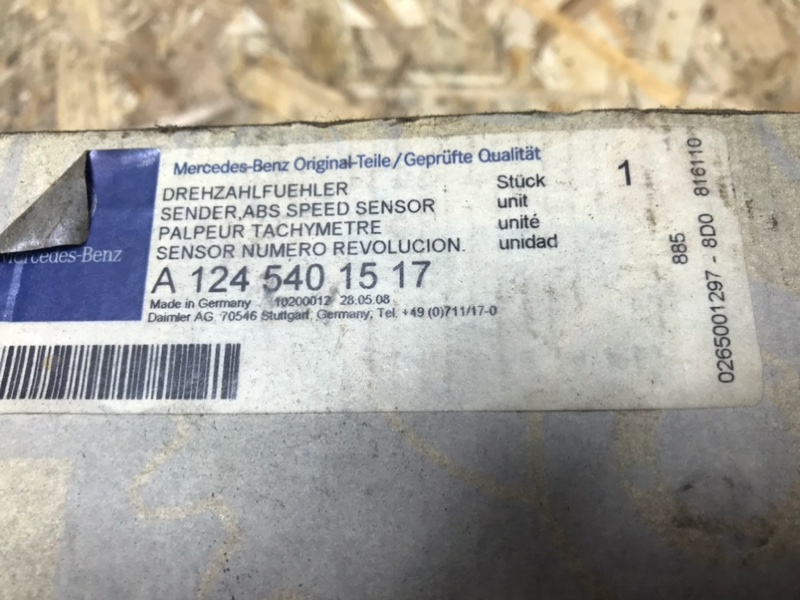 Mercedes-Benz Original-Teile/Geprüfte Qualität
DREHZAHLFUEHLER
SENDER,ABS SPEED SENSOR
PALPEUR TACHYMETRE
SENSOR NUMERO REVOLUCION.
Stück
unit
unité
unidad
1
A 124 540 15 17
Made in Germany 10200012 28.05.08
Daimler AG 70546 Stuttgart, Germany, Tel. +49 (0)711/17-0
Mercedes-Benz
885
0265001297 - 8D0 816110